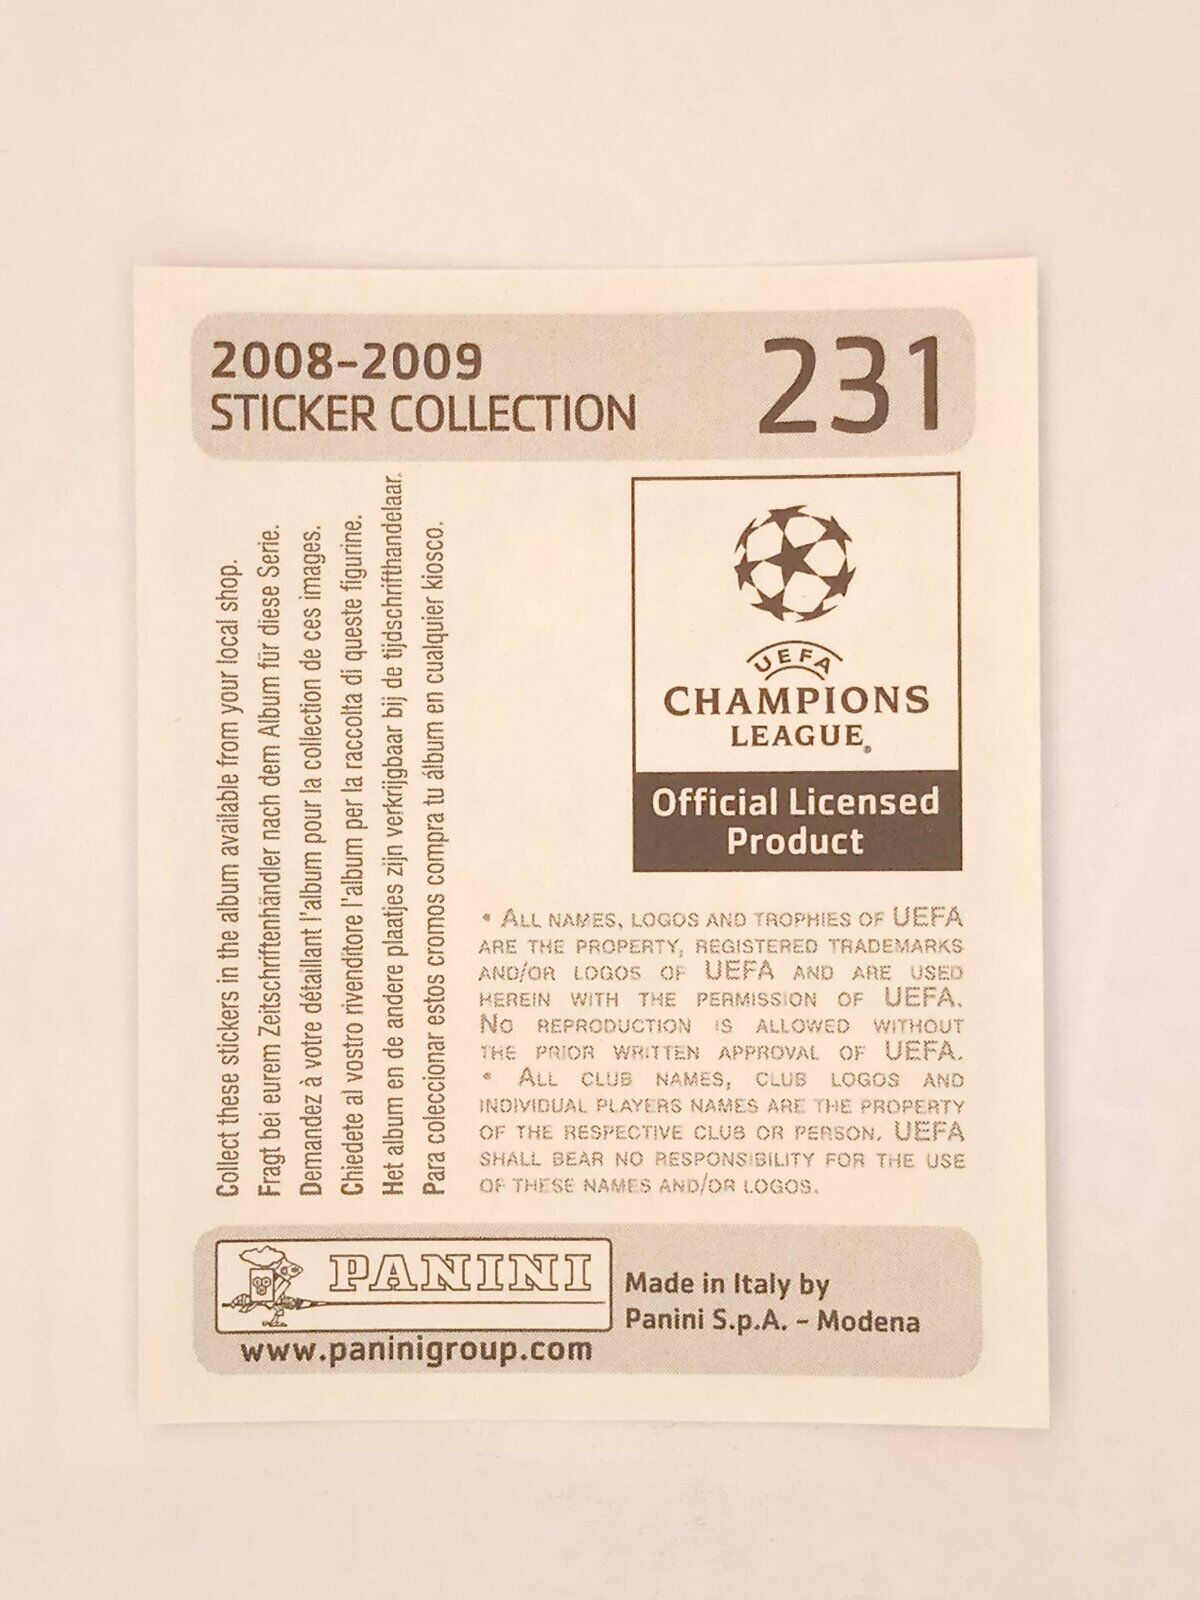 2008-2009
STICKER COLLECTION
231
Collect these stickers in the album available from your local shop.
Fragt bei eurem Zeitschriftenhändler nach dem Album für diese Serie.
Demandez à votre détaillant l'album pour la collection de ces images.
Chiedete al vostro rivenditore l'album per la raccolta di queste figurine.
Het album en de andere plaatjes zijn verkrijgbaar bij de tijdschrifthandelaar.
Para coleccionar estos cromos compra tu álbum en cualquier kiosco.
UEFA
CHAMPIONS
LEAGUE®
Official Licensed
Product
• ALL NAMES, LOGOS AND TROPHIES OF UEFA
ARE THE PROPERTY, REGISTERED TRADEMARKS
AND/OR LOGOS OF UEFA AND ARE USED
HEREIN WITH THE PERMISSION OF UEFA.
NO REPRODUCTION IS ALLOWED WITHOUT
THE PRIOR WRITTEN APPROVAL OF UEFA.
• ALL CLUB NAMES, CLUB LOGOS AND
INDIVIDUAL PLAYERS NAMES ARE THE PROPERTY
OF THE RESPECTIVE CLUB OR PERSON. UEFA
SHALL BEAR NO RESPONSIBILITY FOR THE USE
OF THESE NAMES AND/OR LOGOS.
PANINI
www.paninigroup.com
Made in Italy by
Panini S.p.A. - Modena